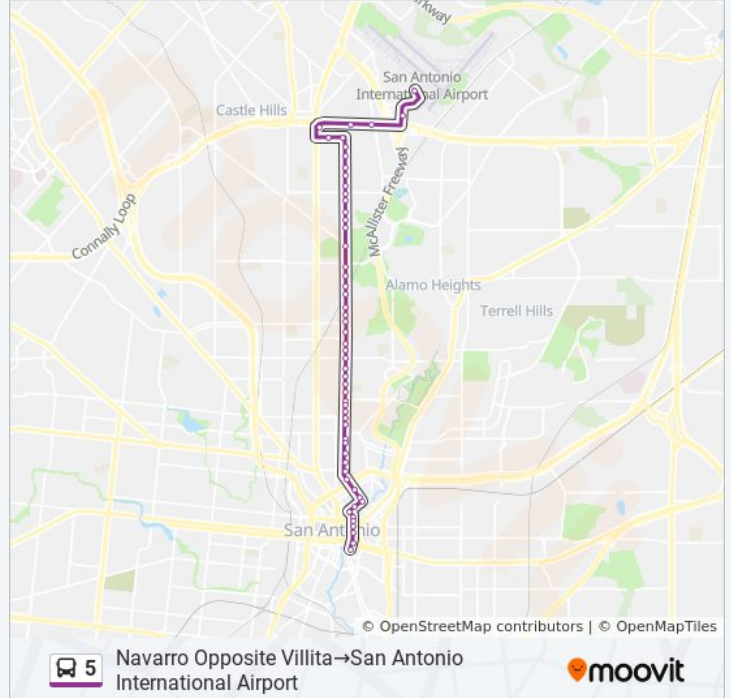 arkway
San Antonio
International Airport
Castle Hills
McAllister Freeway
Connally Loop
Alamo Heights
Terrell Hills
San Antonio
© OpenStreetMap contributors | © OpenMapTiles
5
Navarro Opposite Villita→San Antonio
International Airport
moovit